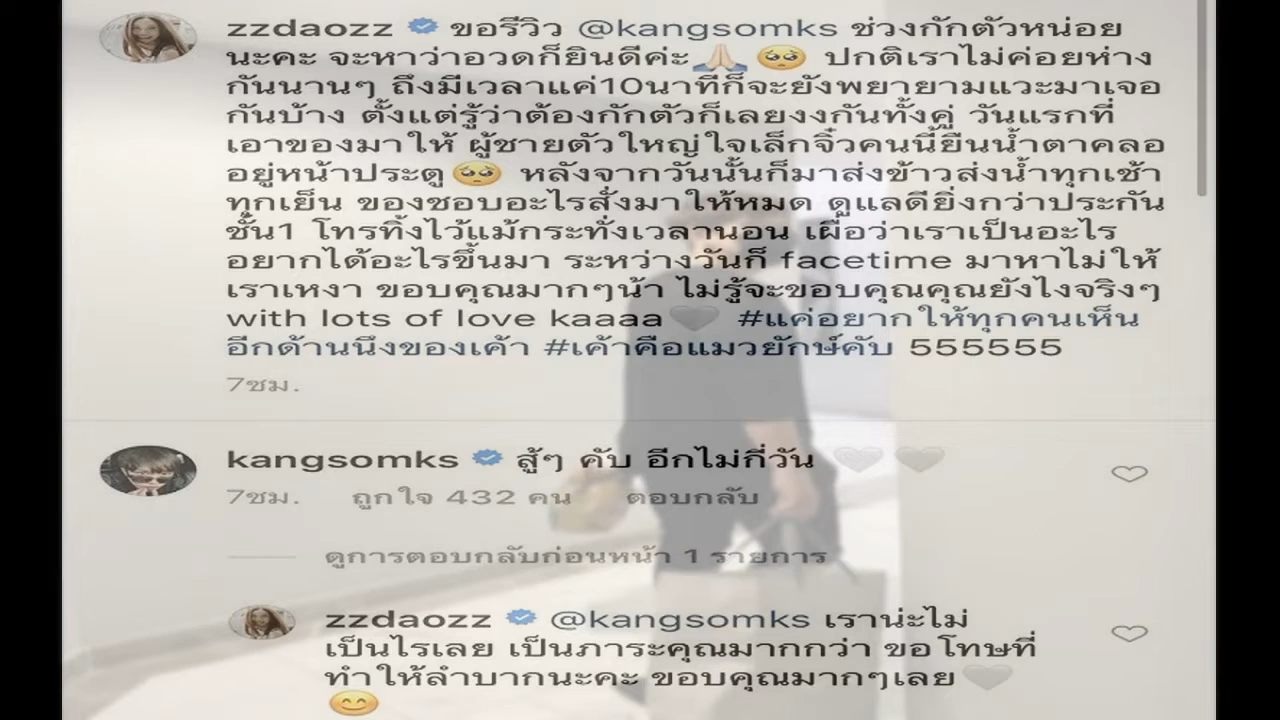 zzdaozz ขอรีวิว @kangsomks ช่วงกักตัวหน่อย
นะคะ จะหาว่าอวดก็ยินดีค่ะ🙏🏻🥺 ปกติเราไม่ค่อยห่าง
กันนานๆ ถึงมีเวลาแค่10นาทีก็จะยังพยายามแวะมาเจอ
กันบ้าง ตั้งแต่รู้ว่าต้องกักตัวก็เลยงงกันทั้งคู่ วันแรกที่
เอาของมาให้ ผู้ชายตัวใหญ่ใจเล็กจิ๋วคนนี้ยืนน้ำตาคลอ
อยู่หน้าประตู🥺 หลังจากวันนั้นก็มาส่งข้าวส่งน้ำทุกเช้า
ทุกเย็น ของชอบอะไรสั่งมาให้หมด ดูแลดียิ่งกว่าประกัน
ชั้น1 โทรทิ้งไว้แม้กระทั่งเวลานอน เผื่อว่าเราเป็นอะไร
อยากได้อะไรขึ้นมา ระหว่างวันก็ facetime มาหาไม่ให้
เราเหงา ขอบคุณมากๆน้า ไม่รู้จะขอบคุณคุณยังไงจริงๆ
with lots of love kaaaa🖤 #แค่อยากให้ทุกคนเห็น
อีกด้านนึงของเค้า #เค้าคือแมวยักษ์คับ 555555
7ชม.
kangsomks สู้ๆ คับ อีกไม่กี่วัน 🤍🖤
7ชม. ถูกใจ 432 คน ตอบกลับ
ดูการตอบกลับก่อนหน้า 1 รายการ
zzdaozz @kangsomks เราน่ะไม่
เป็นไรเลย เป็นภาระคุณมากกว่า ขอโทษที่
ทำให้ลำบากนะคะ ขอบคุณมากๆเลย🖤
😊